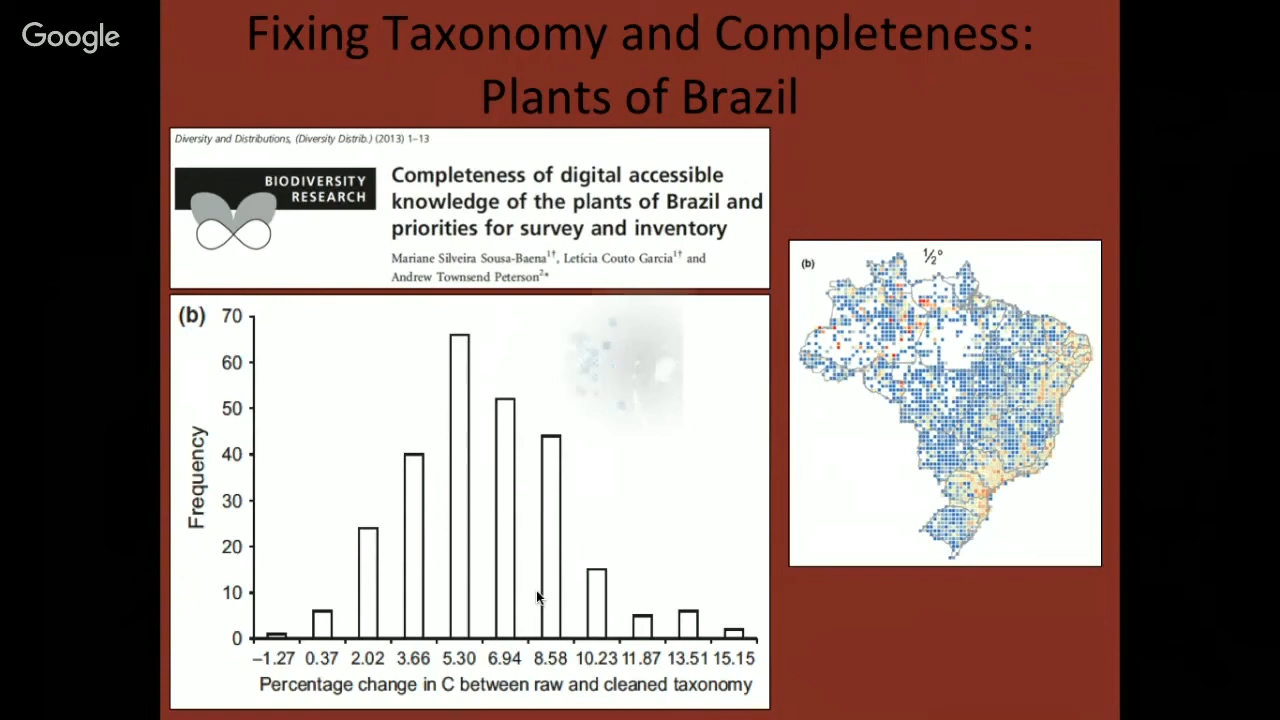 Google
Fixing Taxonomy and Completeness:
Plants of Brazil
Diversity and Distributions, (Diversity Distrib.) (2013) 1–13
BIODIVERSITY
RESEARCH
Completeness of digital accessible
knowledge of the plants of Brazil and
priorities for survey and inventory
Mariane Silveira Sousa-Baena1†, Letícia Couto Garcia1† and
Andrew Townsend Peterson2*
(b)
70
60
50
40
30
20
10
0
Frequency
–1.27 0.37 2.02 3.66 5.30 6.94 8.58 10.23 11.87 13.51 15.15
Percentage change in C between raw and cleaned taxonomy
(b)
½°